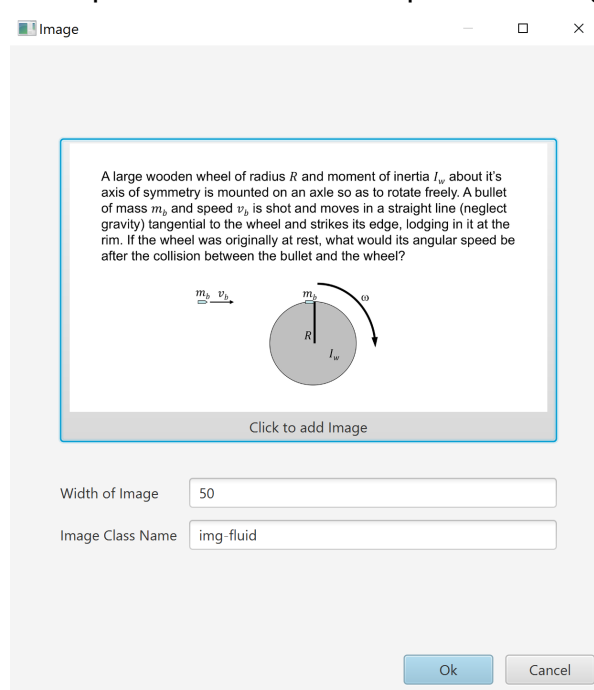 Image
A large wooden wheel of radius R and moment of inertia I_w about it's
axis of symmetry is mounted on an axle so as to rotate freely. A bullet
of mass m_b and speed v_b is shot and moves in a straight line (neglect
gravity) tangential to the wheel and strikes its edge, lodging in it at the
rim. If the wheel was originally at rest, what would its angular speed be
after the collision between the bullet and the wheel?
m_b v_b m_b ω
R
I_w
Click to add Image
Width of Image 50
Image Class Name img-fluid
Ok Cancel